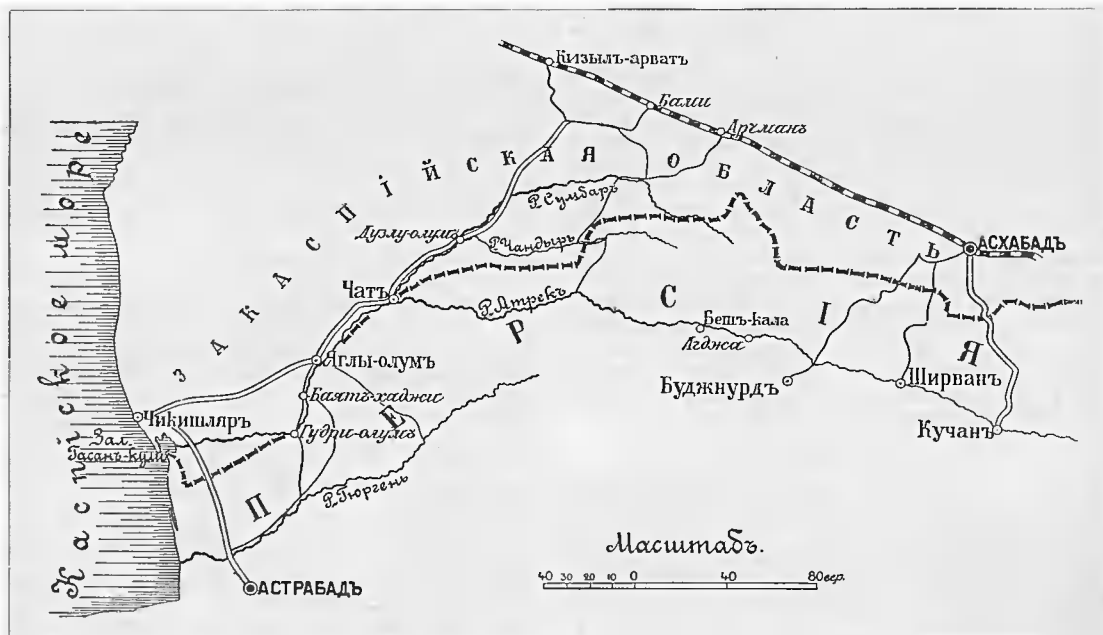 Кизылъ-арватъ
Бами
Арчманъ
Каспійское море
ЗАКАСПІЙСКАЯ ОБЛАСТЬ
Р. Сумбаръ
Дузлу-олумъ
Р. Чандыръ
АСХАБАДЪ
Чатъ
Р. Атрекъ
Бешъ-кала
Агджа
ПЕРСІЯ
Яглы-олумъ
Буджнурдъ
Ширванъ
Баятъ-хаджи
Чикишляръ
Гудри-олумъ
Кучанъ
Зал.
Гасанъ-кули
Р. Гюргень
АСТРАБАДЪ
Масштабъ.
40 30 20 10 0 40 80 вер.